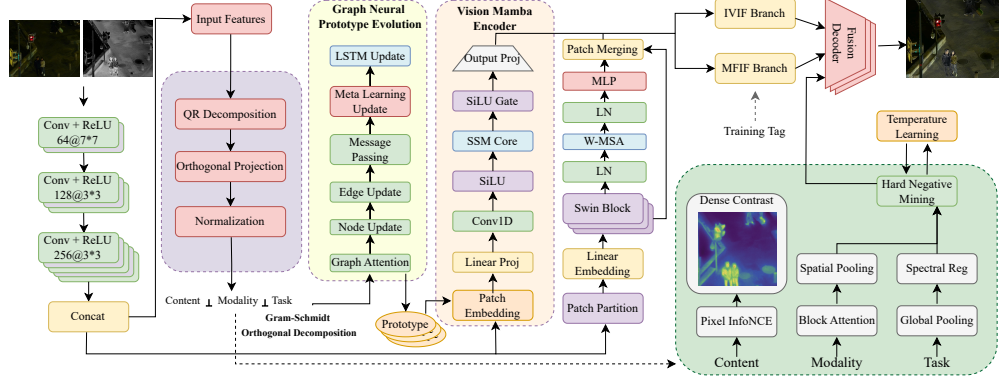 Conv + ReLU
64@7*7
Conv + ReLU
128@3*3
Conv + ReLU
256@3*3
Concat
Input Features
QR Decomposition
Orthogonal Projection
Normalization
Content ⊥ Modality ⊥ Task
Gram-Schmidt
Orthogonal Decomposition
Graph Neural
Prototype Evolution
LSTM Update
Meta Learning
Update
Message
Passing
Edge Update
Node Update
Graph Attention
Prototype
Vision Mamba
Encoder
Output Proj
SiLU Gate
SSM Core
SiLU
Conv1D
Linear Proj
Patch
Embedding
Patch Merging
MLP
LN
W-MSA
LN
Swin Block
Linear
Embedding
Patch Partition
IVIF Branch
MFIF Branch
Training Tag
Fusion
Decoder
Temperature
Learning
Hard Negative
Mining
Dense Contrast
Spatial Pooling
Spectral Reg
Pixel InfoNCE
Block Attention
Global Pooling
Content
Modality
Task